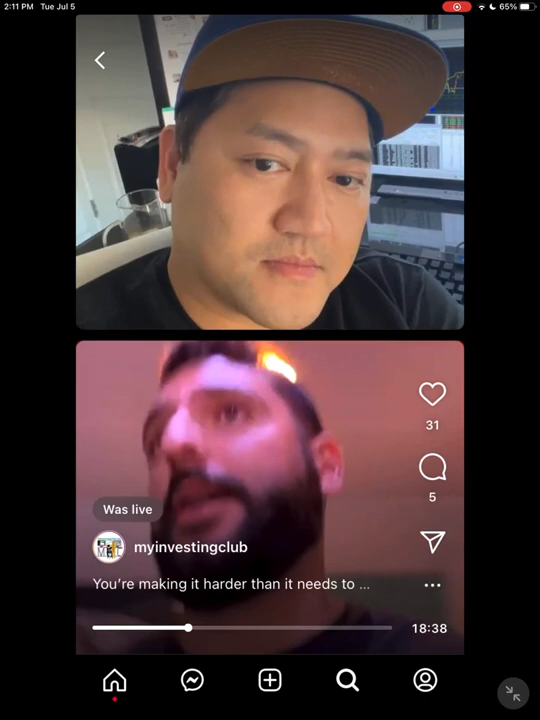 2:11 PM Tue Jul 5
65%
31
5
Was live
myinvestingclub
You're making it harder than it needs to ...
18:38